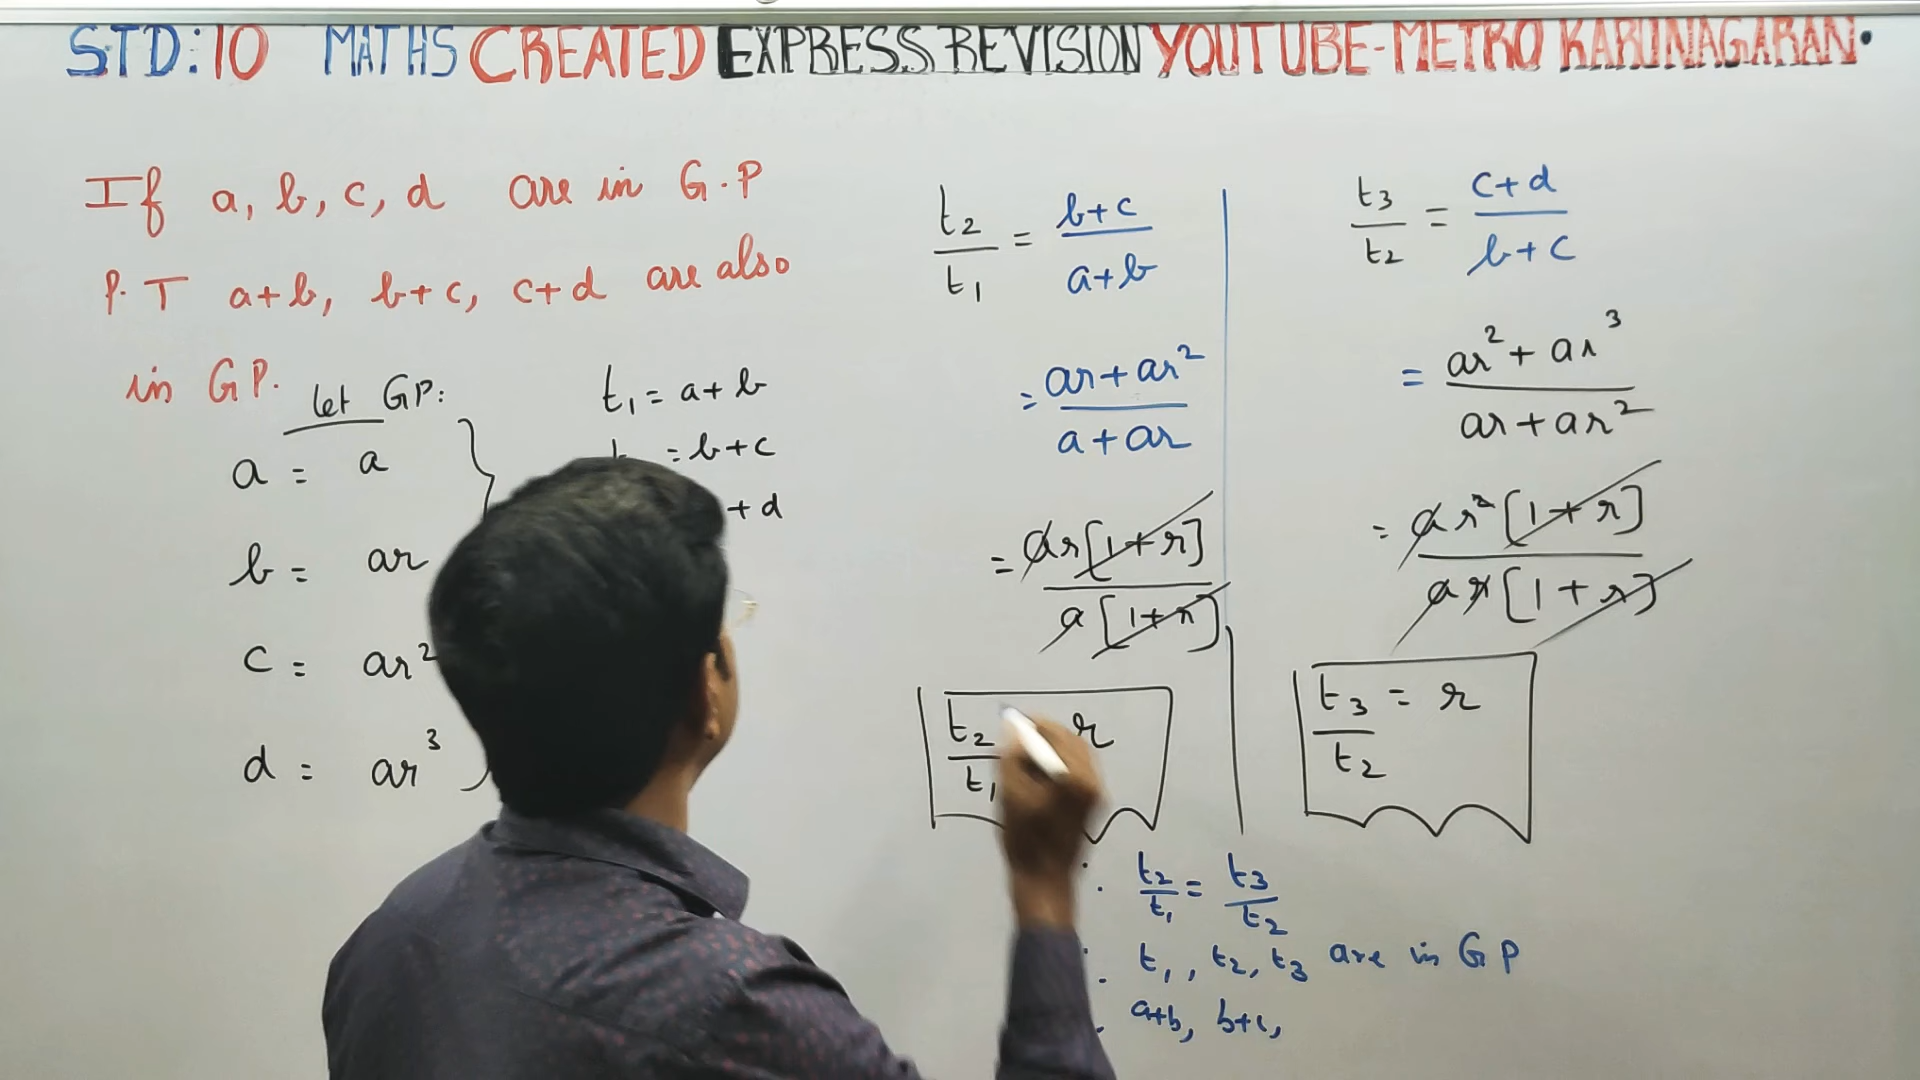 STD:10 MATHS CREATED EXPRESS REVISION YOUTUBE-METRO KARUNAGARAN.
If a, b, c, d are in G.P
P.T a+b, b+c, c+d are also
in GP.
let GP:
a = a
b = ar
c = ar²
d = ar³
t₁ = a+b
= b+c
+ d
t₂/t₁ = (b+c)/(a+b)
= (ar+ar²)/(a+ar)
= ar[1+r]/a[1+r]
t₂/t₁ r
t₃/t₂ = (c+d)/(b+c)
= (ar²+ar³)/(ar+ar²)
= ar²[1+r]/ar[1+r]
t₃/t₂ = r
∴ t₂/t₁ = t₃/t₂
∴ t₁, t₂, t₃ are in GP
∴ a+b, b+c,